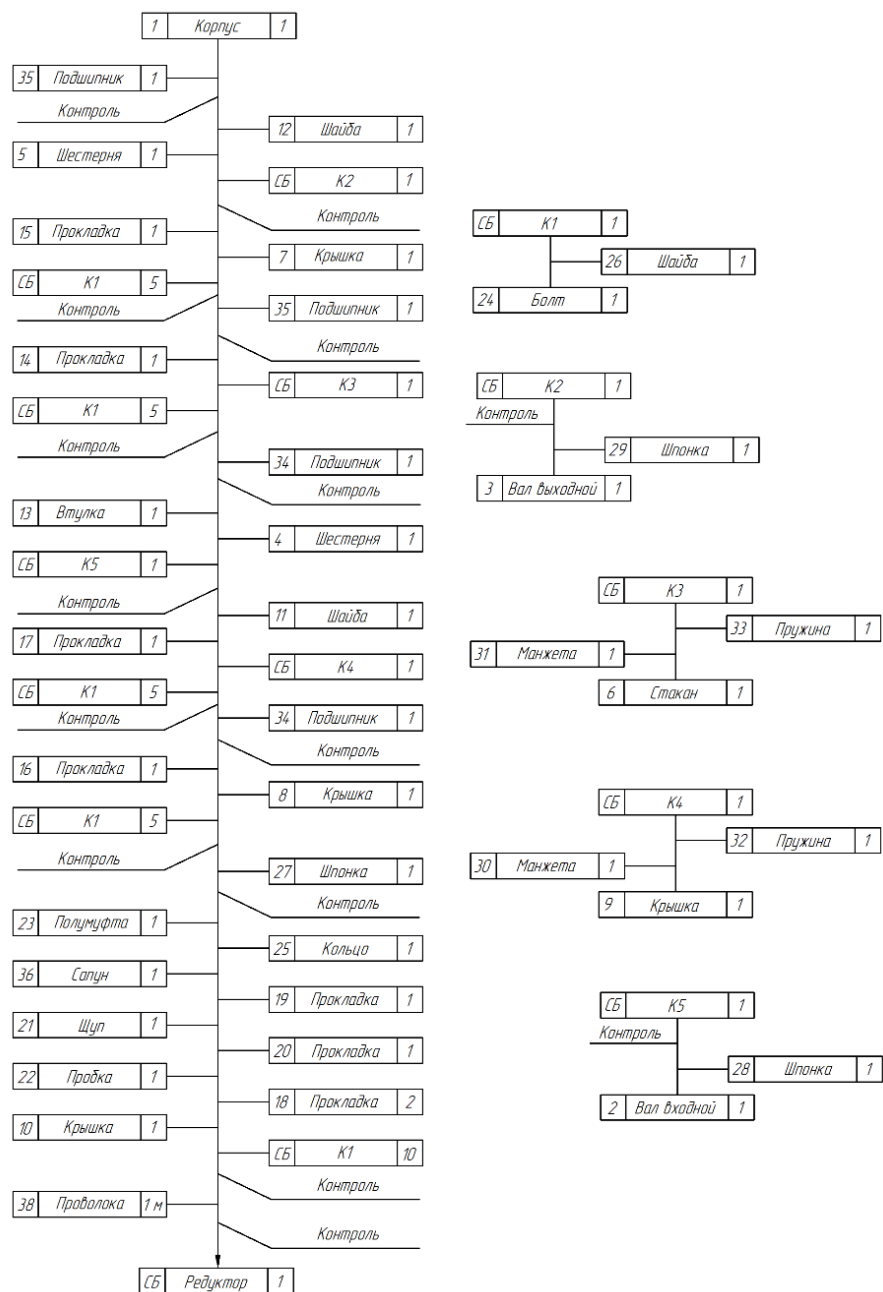 1 Корпус 1
35 Подшипник 1
Контроль
12 Шайба 1
5 Шестерня 1
СБ К2 1
Контроль
15 Прокладка 1
7 Крышка 1
СБ К1 5
Контроль
35 Подшипник 1
Контроль
14 Прокладка 1
СБ К3 1
СБ К1 5
Контроль
34 Подшипник 1
Контроль
13 Втулка 1
4 Шестерня 1
СБ К5 1
Контроль
11 Шайба 1
17 Прокладка 1
СБ К4 1
СБ К1 5
Контроль
34 Подшипник 1
Контроль
16 Прокладка 1
8 Крышка 1
СБ К1 5
Контроль
27 Шпонка 1
Контроль
23 Полумуфта 1
25 Кольцо 1
36 Сапун 1
19 Прокладка 1
21 Щуп 1
20 Прокладка 1
22 Пробка 1
18 Прокладка 2
10 Крышка 1
СБ К1 10
Контроль
38 Проволока 1 м
Контроль
СБ Редуктор 1
СБ К1 1
26 Шайба 1
24 Болт 1
СБ К2 1
Контроль
29 Шпонка 1
3 Вал выходной 1
СБ К3 1
33 Пружина 1
31 Манжета 1
6 Стакан 1
СБ К4 1
32 Пружина 1
30 Манжета 1
9 Крышка 1
СБ К5 1
Контроль
28 Шпонка 1
2 Вал входной 1